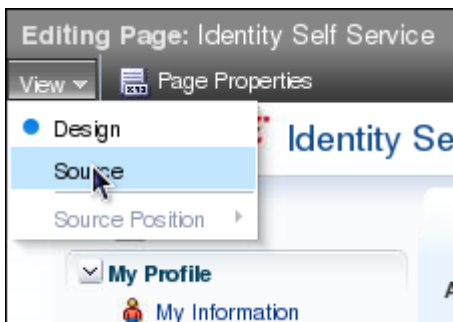 Editing Page: Identity Self Service
View Page Properties
Design
Identity Se
Source
Source Position
My Profile
My Information